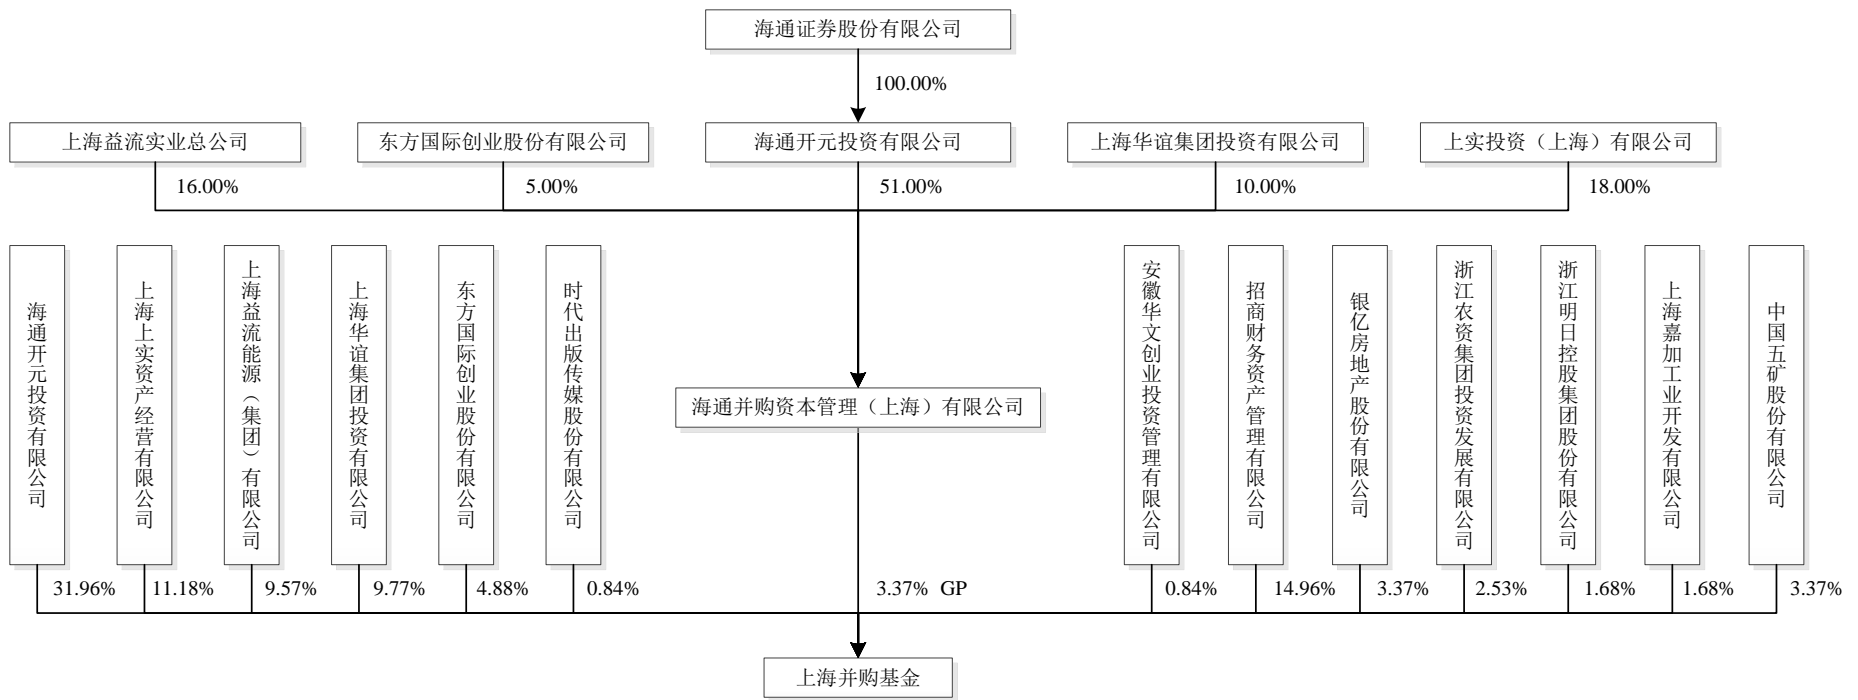 海通证券股份有限公司
100.00%
上海益流实业总公司
东方国际创业股份有限公司
海通开元投资有限公司
上海华谊集团投资有限公司
上实投资（上海）有限公司
16.00%
5.00%
51.00%
10.00%
18.00%
海通开元投资有限公司
上海上实资产经营有限公司
上海益流能源（集团）有限公司
上海华谊集团投资有限公司
东方国际创业股份有限公司
时代出版传媒股份有限公司
海通并购资本管理（上海）有限公司
安徽华文创业投资管理有限公司
招商财务资产管理有限公司
银亿房地产股份有限公司
浙江农资集团投资发展有限公司
浙江明日控股集团股份有限公司
上海嘉加工业开发有限公司
中国五矿股份有限公司
31.96%
11.18%
9.57%
9.77%
4.88%
0.84%
3.37% GP
0.84%
14.96%
3.37%
2.53%
1.68%
1.68%
3.37%
上海并购基金